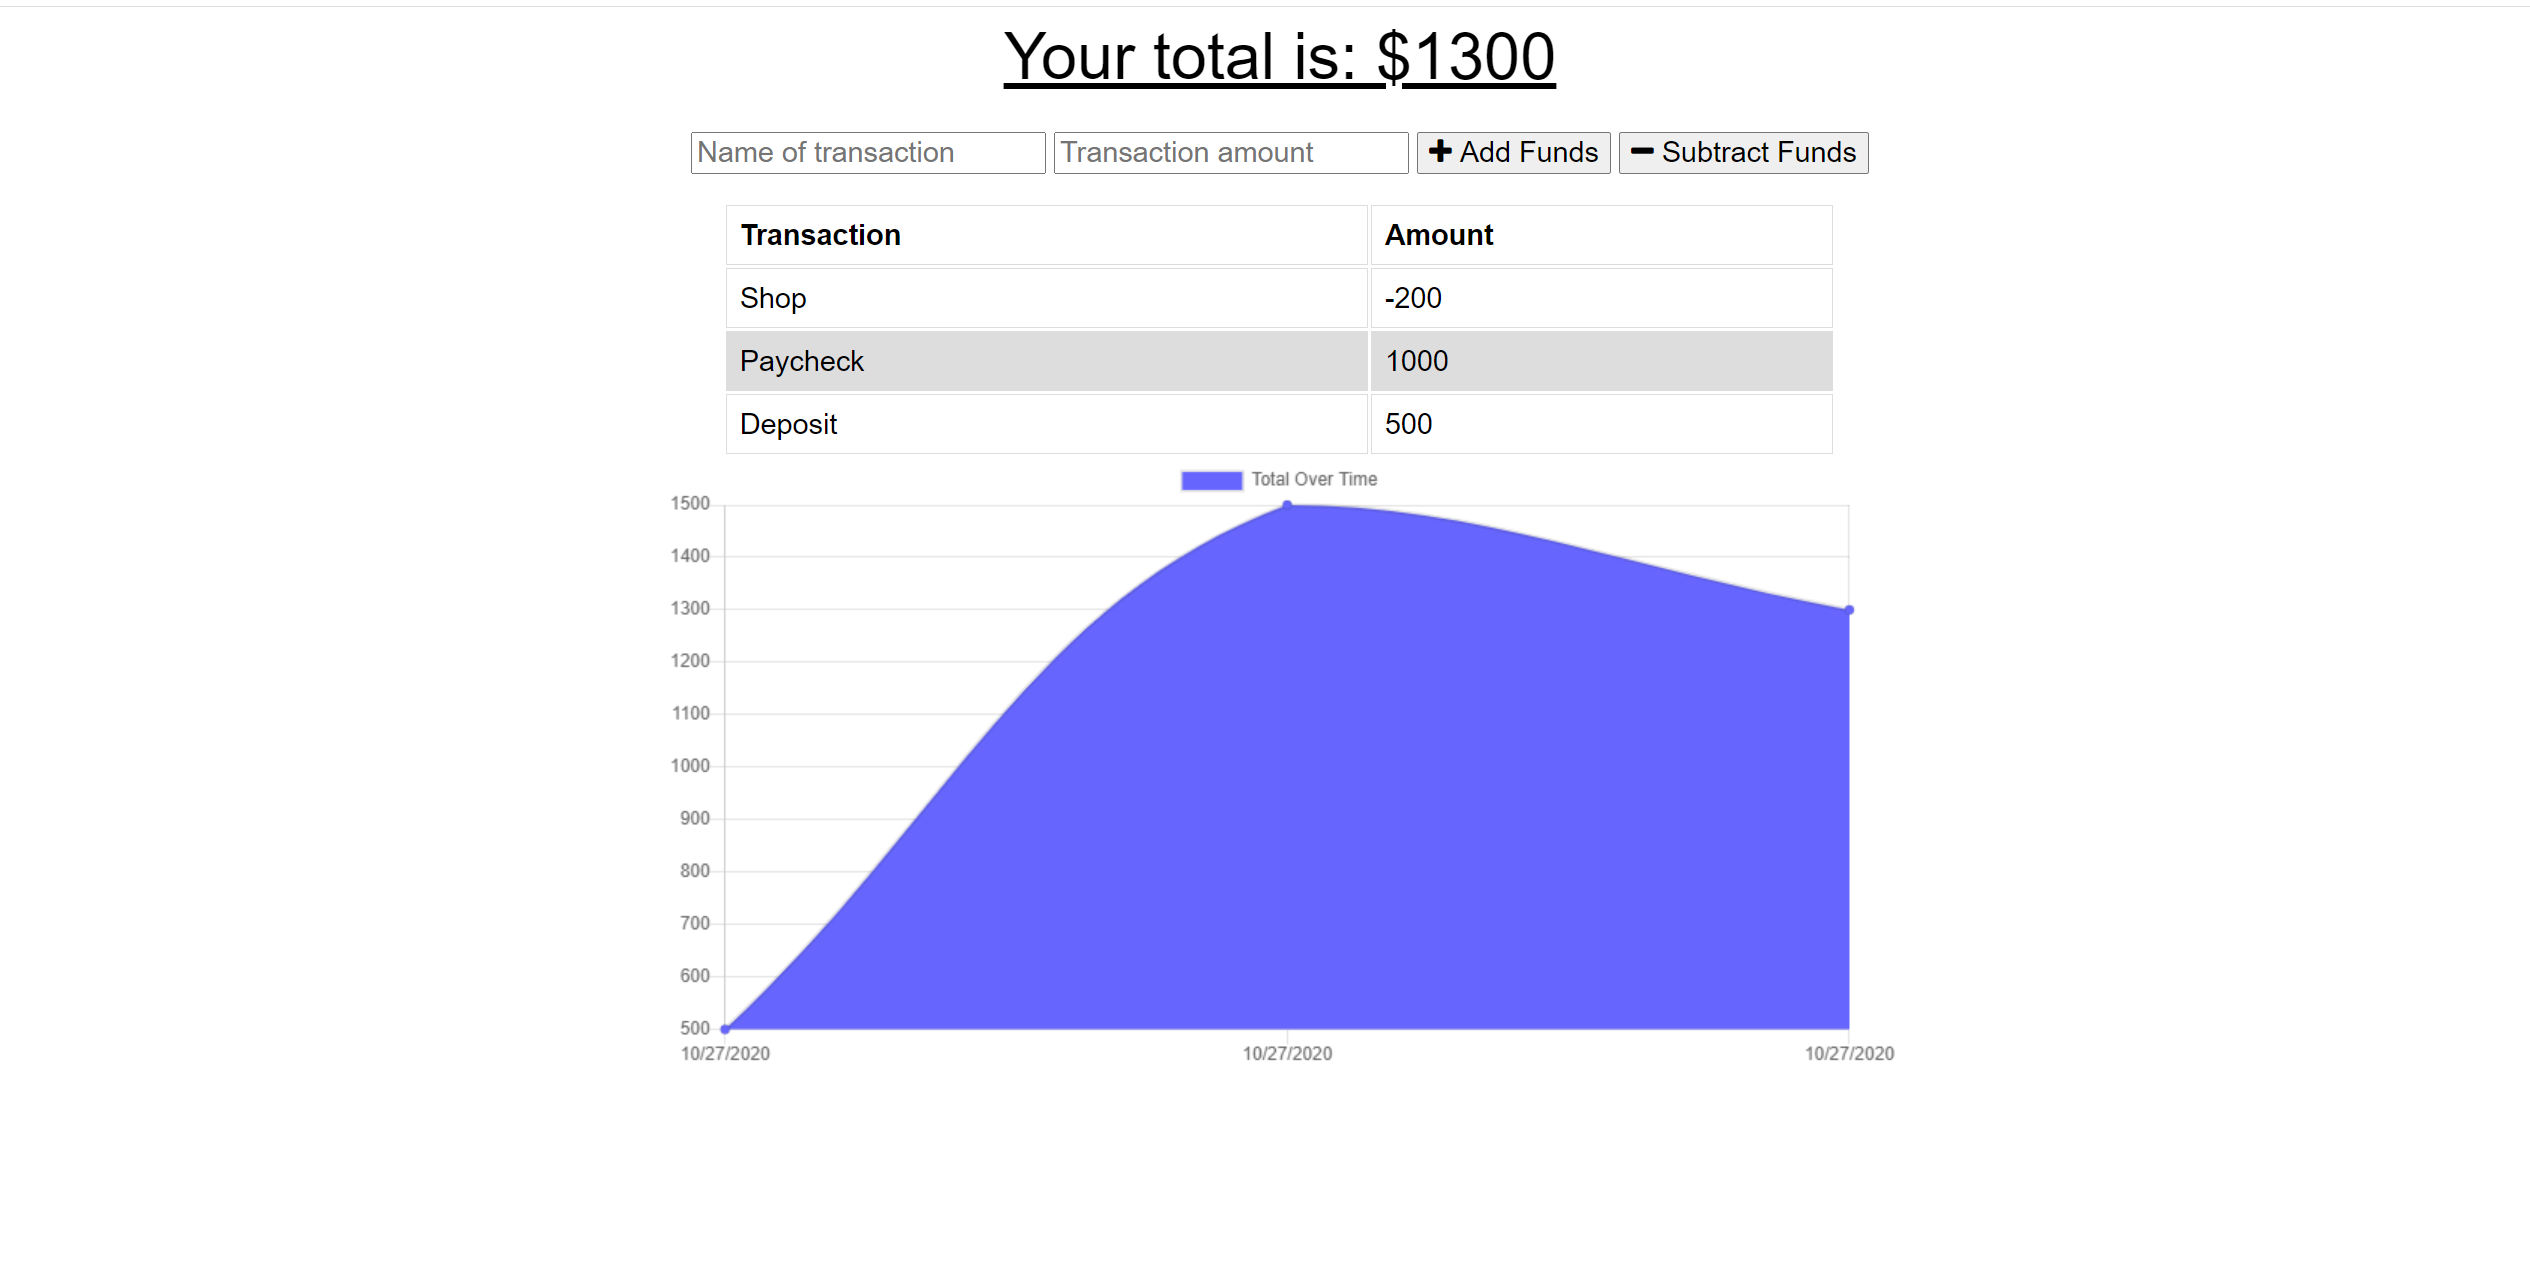 Your total is: $1300
Name of transaction Transaction amount Add Funds Subtract Funds
Transaction Amount
Shop -200
Paycheck 1000
Deposit 500
Total Over Time
1500
1400
1300
1200
1100
1000
900
800
700
600
500
10/27/2020 10/27/2020 10/27/2020